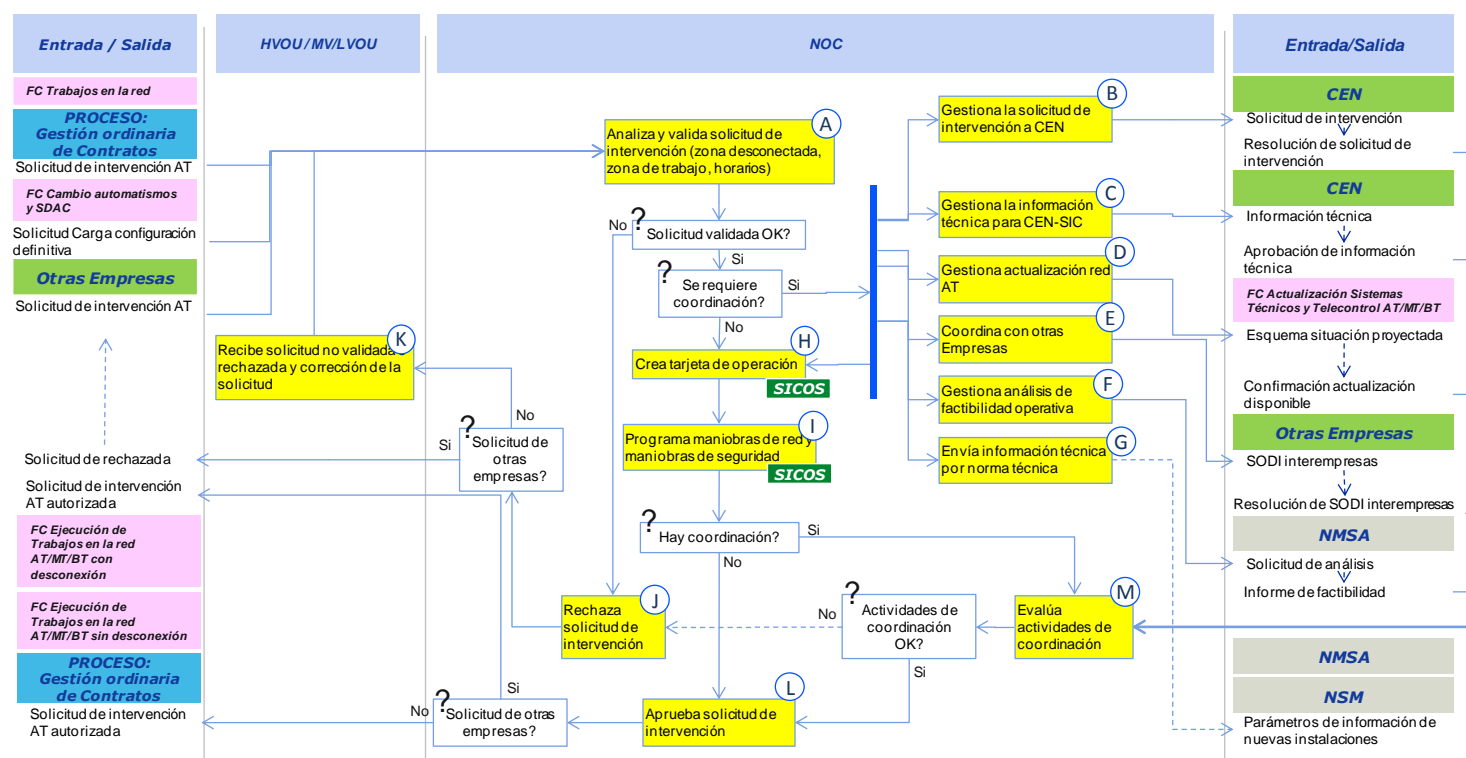 Entrada / Salida
HVOU / MV/LVOU
NOC
Entrada/Salida
FC Trabajos en la red
PROCESO:
Gestión ordinaria
de Contratos
Solicitud de intervención AT
FC Cambio automatismos
y SDAC
Solicitud Carga configuración
definitiva
Otras Empresas
Solicitud de intervención AT
Solicitud de rechazada
Solicitud de intervención
AT autorizada
FC Ejecución de
Trabajos en la red
AT/MT/BT con
desconexión
FC Ejecución de
Trabajos en la red
AT/MT/BT sin desconexión
PROCESO:
Gestión ordinaria
de Contratos
Solicitud de intervención
AT autorizada
K
Recibe solicitud no validada
rechazada y corrección de la
solicitud
A
Analiza y valida solicitud de
intervención (zona desconectada,
zona de trabajo, horarios)
No
?
Solicitud validada OK?
Si
?
Se requiere
coordinación?
Si
No
H
Crea tarjeta de operación
SICOS
I
Programa maniobras de red y
maniobras de seguridad
SICOS
?
Hay coordinación?
Si
No
No
Si
?
Solicitud de
otras
empresas?
J
Rechaza
solicitud de
intervención
No
?
Actividades de
coordinación
OK?
Si
M
Evalúa
actividades de
coordinación
L
Aprueba solicitud de
intervención
Si
No
?
Solicitud de otras
empresas?
B
Gestiona la solicitud de
intervención a CEN
C
Gestiona la información
técnica para CEN-SIC
D
Gestiona actualización red
AT
E
Coordina con otras
Empresas
F
Gestiona análisis de
factibilidad operativa
G
Envía información técnica
por norma técnica
CEN
Solicitud de intervención
Resolución de solicitud de
intervención
CEN
Información técnica
Aprobación de información
técnica
FC Actualización Sistemas
Técnicos y Telecontrol AT/MT/BT
Esquema situación proyectada
Confirmación actualización
disponible
Otras Empresas
SODI interempresas
Resolución de SODI interempresas
NMSA
Solicitud de análisis
Informe de factibilidad
NMSA
NSM
Parámetros de información de
nuevas instalaciones